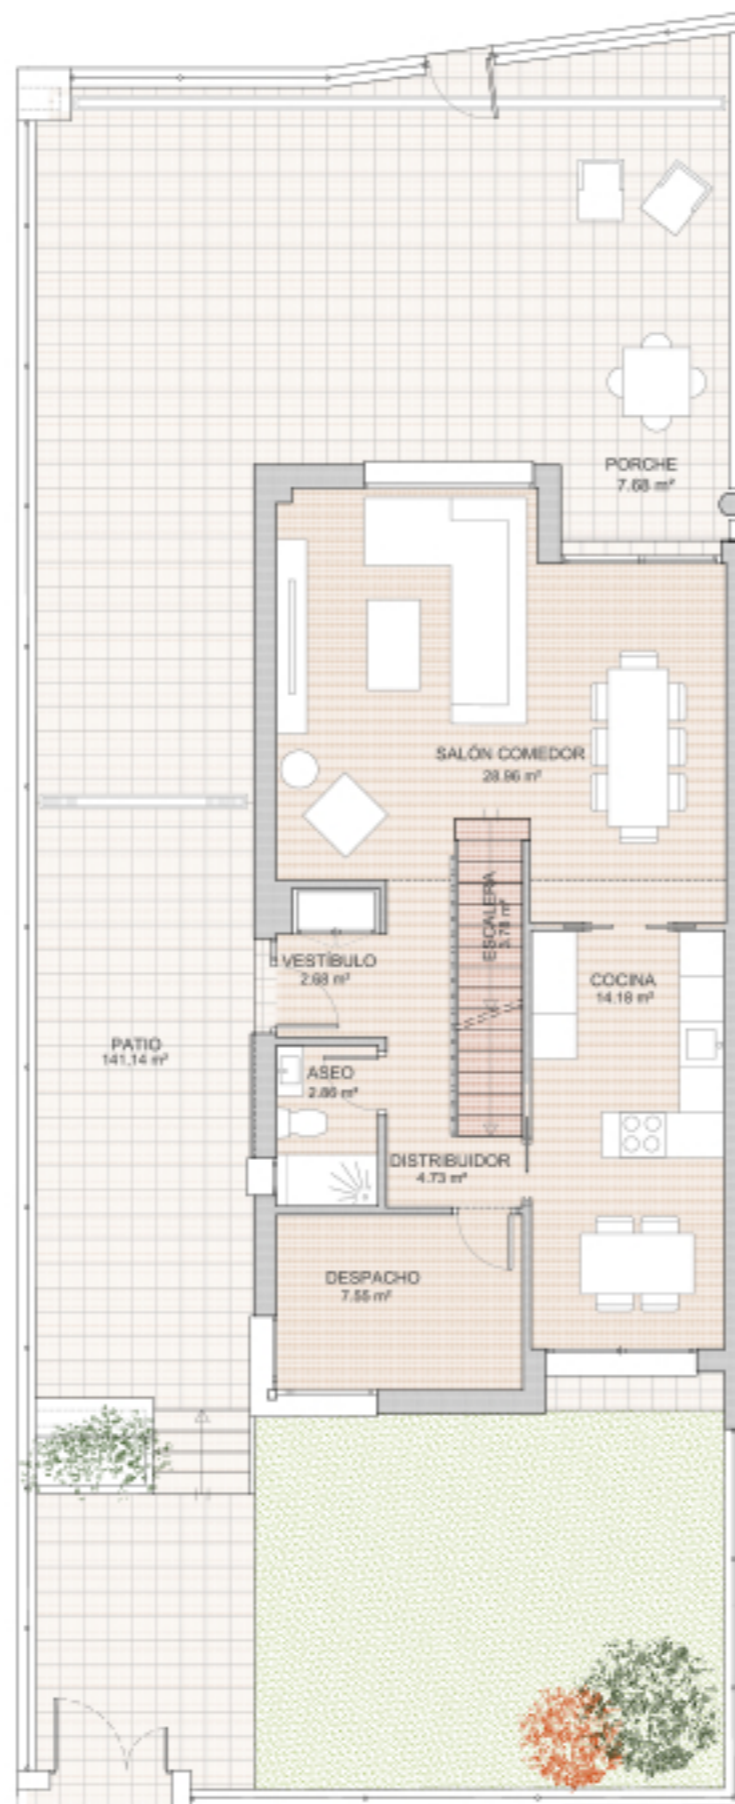 PORCHE
7.68 m²
SALÓN COMEDOR
28.96 m²
ESCALERA
VESTÍBULO
2.68 m²
COCINA
14.18 m²
PATIO
141.14 m²
ASEO
2.86 m²
DISTRIBUIDOR
4.73 m²
DESPACHO
7.55 m²